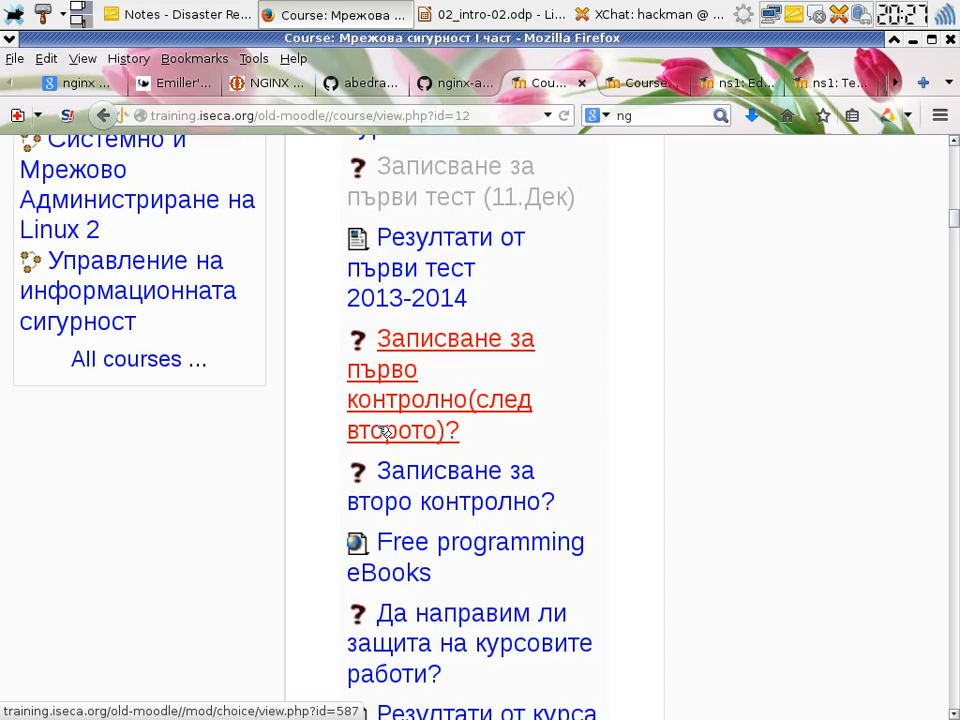 Notes - Disaster Re...
Course: Мрежова ...
02_intro-02.odp - Li...
XChat: hackman @ ...
20:27
Course: Мрежова сигурност I част - Mozilla Firefox
File Edit View History Bookmarks Tools Help
nginx ...
Emiller'...
NGINX ...
abedra...
nginx-a...
Cou...
Course:...
ns1: Ed...
ns1: Te...
training.iseca.org/old-moodle//course/view.php?id=12
ng
Системно и
Мрежово
Администриране на
Linux 2
Управление на
информационната
сигурност
All courses ...
Записване за
първи тест (11.Дек)
Резултати от
първи тест
2013-2014
Записване за
първо
контролно(след
второто)?
Записване за
второ контролно?
Free programming
eBooks
Да направим ли
защита на курсовите
работи?
Резултати от курса
training.iseca.org/old-moodle//mod/choice/view.php?id=587